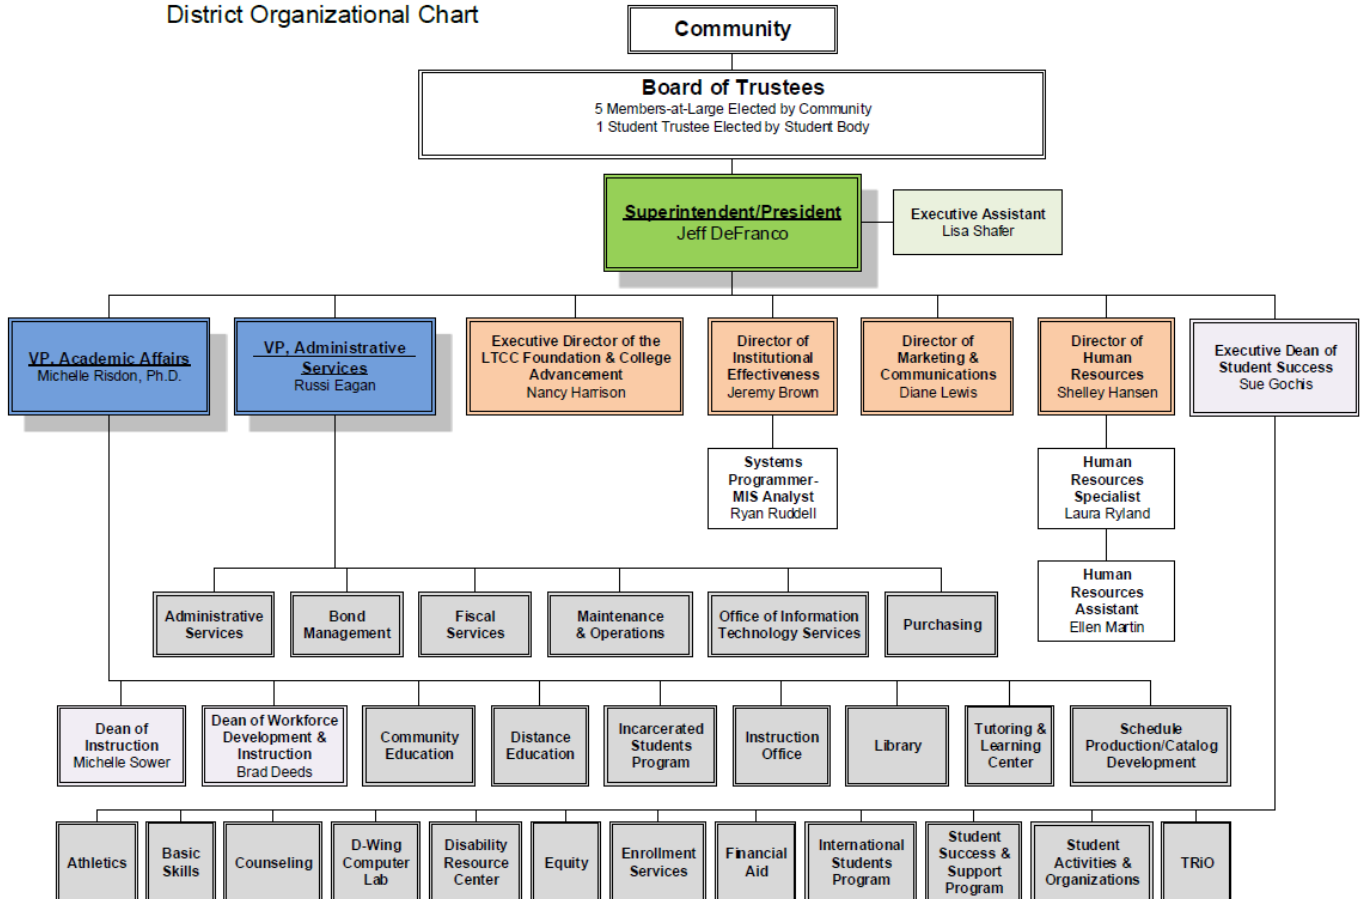 District Organizational Chart
Community
Board of Trustees
5 Members-at-Large Elected by Community
1 Student Trustee Elected by Student Body
Superintendent/President
Jeff DeFranco
Executive Assistant
Lisa Shafer
VP, Academic Affairs
Michelle Risdon, Ph.D.
VP, Administrative
Services
Russi Eagan
Executive Director of the
LTCC Foundation & College
Advancement
Nancy Harrison
Director of
Institutional
Effectiveness
Jeremy Brown
Director of
Marketing &
Communications
Diane Lewis
Director of
Human
Resources
Shelley Hansen
Executive Dean of
Student Success
Sue Gochis
Systems
Programmer-
MIS Analyst
Ryan Ruddell
Human
Resources
Specialist
Laura Ryland
Human
Resources
Assistant
Ellen Martin
Administrative
Services
Bond
Management
Fiscal
Services
Maintenance
& Operations
Office of Information
Technology Services
Purchasing
Dean of
Instruction
Michelle Sower
Dean of Workforce
Development &
Instruction
Brad Deeds
Community
Education
Distance
Education
Incarcerated
Students
Program
Instruction
Office
Library
Tutoring &
Learning
Center
Schedule
Production/Catalog
Development
Athletics
Basic
Skills
Counseling
D-Wing
Computer
Lab
Disability
Resource
Center
Equity
Enrollment
Services
Financial
Aid
International
Students
Program
Student
Success &
Support
Program
Student
Activities &
Organizations
TRiO